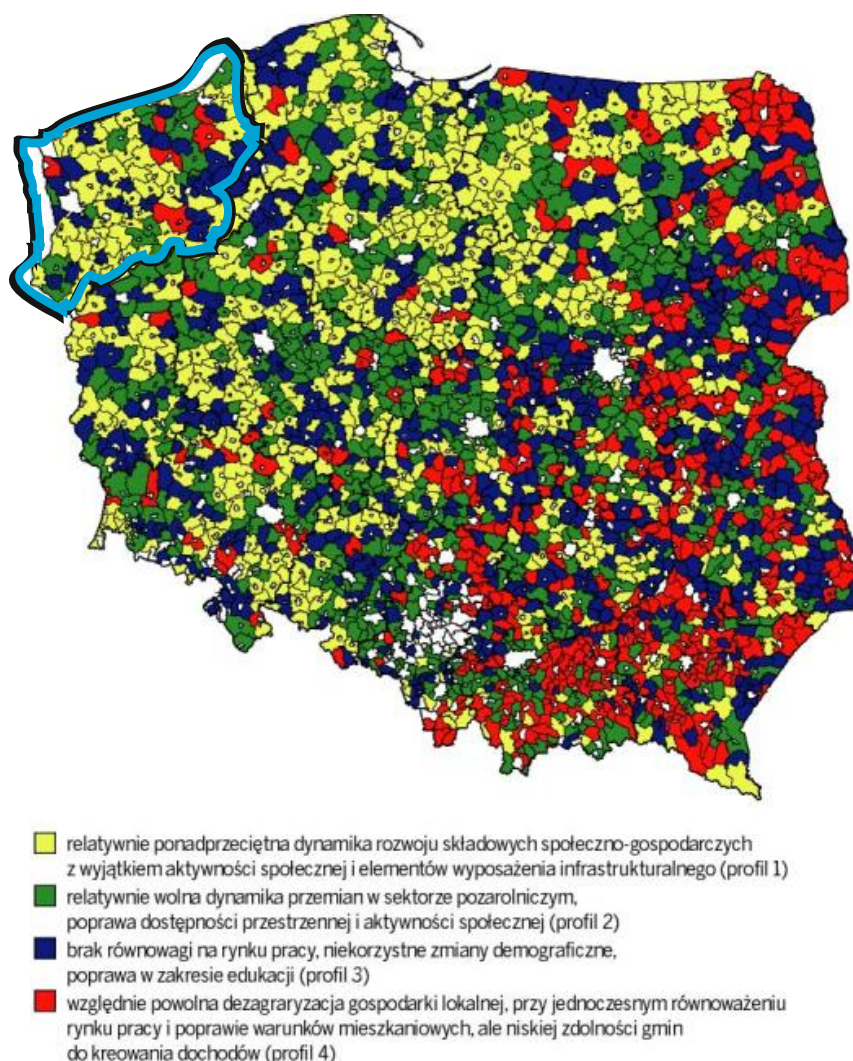 relatywnie ponadprzeciętna dynamika rozwoju składowych społeczno-gospodarczych
z wyjątkiem aktywności społecznej i elementów wyposażenia infrastrukturalnego (profil 1)
relatywnie wolna dynamika przemian w sektorze pozarolniczym,
poprawa dostępności przestrzennej i aktywności społecznej (profil 2)
brak równowagi na rynku pracy, niekorzystne zmiany demograficzne,
poprawa w zakresie edukacji (profil 3)
względnie powolna dezagraryzacja gospodarki lokalnej, przy jednoczesnym równoważeniu
rynku pracy i poprawie warunków mieszkaniowych, ale niskiej zdolności gmin
do kreowania dochodów (profil 4)